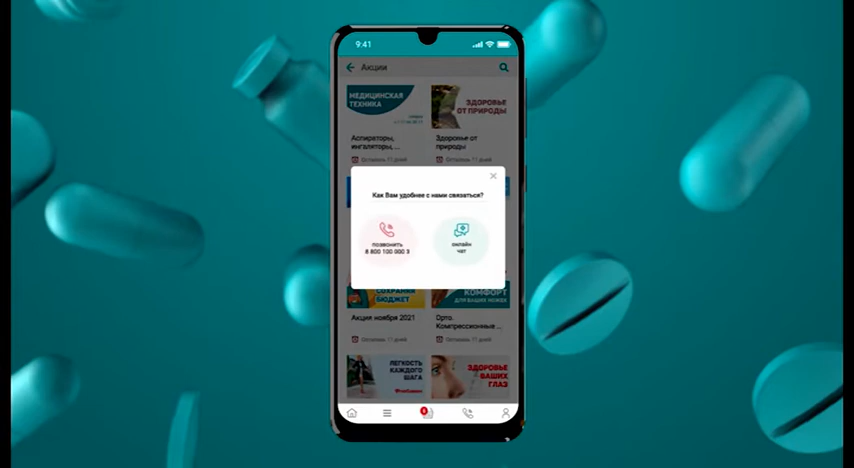 9:41
Акции
МЕДИЦИНСКАЯ
ТЕХНИКА
ЗДОРОВЬЕ
ОТ ПРИРОДЫ
Аспираторы,
ингаляторы, ...
Здоровье от
природы
Осталось 11 дней
Осталось 11 дней
Как Вам удобнее с нами связаться?
позвонить
8 800 100 000 3
онлайн
чат
СОХРАНИ
БЮДЖЕТ
КОМФОРТ
ДЛЯ ВАШИХ НОЖЕК
Акция ноября 2021
Орто.
Компрессионные ...
Осталось 11 дней
Осталось 11 дней
ЛЕГКОСТЬ
КАЖДОГО
ШАГА
ЗДОРОВЬЕ
ВАШИХ
ГЛАЗ